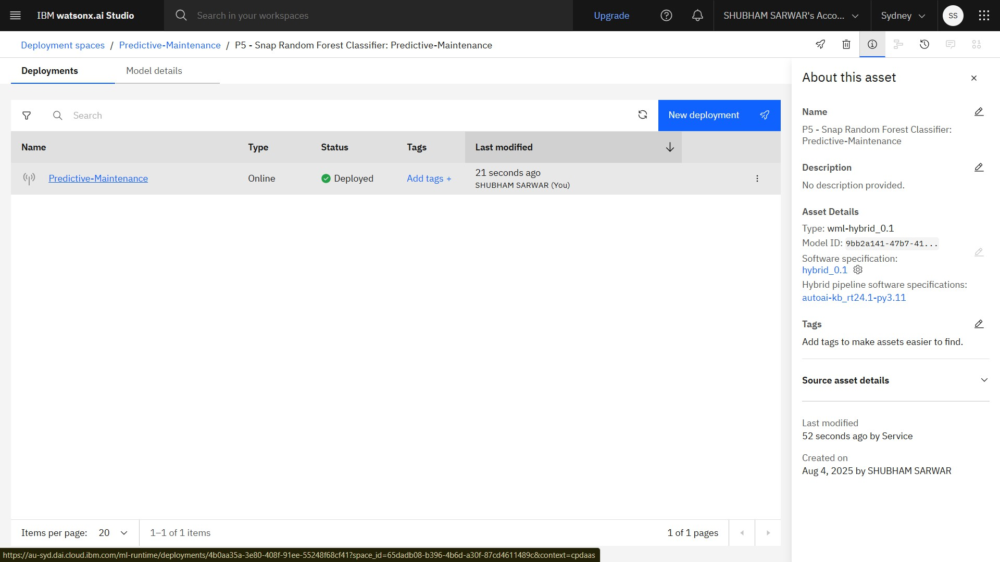 IBM watsonx.ai Studio
Search in your workspaces
Upgrade
SHUBHAM SARWAR's Acco...
Sydney
SS
Deployment spaces / Predictive-Maintenance / P5 - Snap Random Forest Classifier: Predictive-Maintenance
Deployments
Model details
Search
New deployment
Name
Type
Status
Tags
Last modified
Predictive-Maintenance
Online
Deployed
Add tags +
21 seconds ago
SHUBHAM SARWAR (You)
Items per page: 20
1–1 of 1 items
1 of 1 pages
About this asset
Name
P5 - Snap Random Forest Classifier:
Predictive-Maintenance
Description
No description provided.
Asset Details
Type: wml-hybrid_0.1
Model ID: 9bb2a141-47b7-41...
Software specification:
hybrid_0.1
Hybrid pipeline software specifications:
autoai-kb_rt24.1-py3.11
Tags
Add tags to make assets easier to find.
Source asset details
Last modified
52 seconds ago by Service
Created on
Aug 4, 2025 by SHUBHAM SARWAR
https://au-syd.dai.cloud.ibm.com/ml-runtime/deployments/4b0aa35a-3e80-408f-91ee-55248f68cf41?space_id=65dadb08-b396-4b6d-a30f-87cd4611489c&context=cpdaas